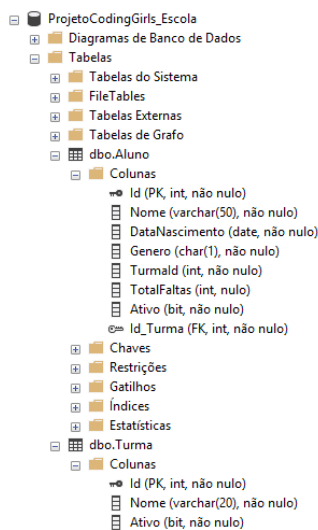 ProjetoCodingGirls_Escola
Diagramas de Banco de Dados
Tabelas
Tabelas do Sistema
FileTables
Tabelas Externas
Tabelas de Grafo
dbo.Aluno
Colunas
Id (PK, int, não nulo)
Nome (varchar(50), não nulo)
DataNascimento (date, não nulo)
Genero (char(1), não nulo)
TurmaId (int, não nulo)
TotalFaltas (int, nulo)
Ativo (bit, não nulo)
Id_Turma (FK, int, não nulo)
Chaves
Restrições
Gatilhos
Índices
Estatísticas
dbo.Turma
Colunas
Id (PK, int, não nulo)
Nome (varchar(20), não nulo)
Ativo (bit, não nulo)